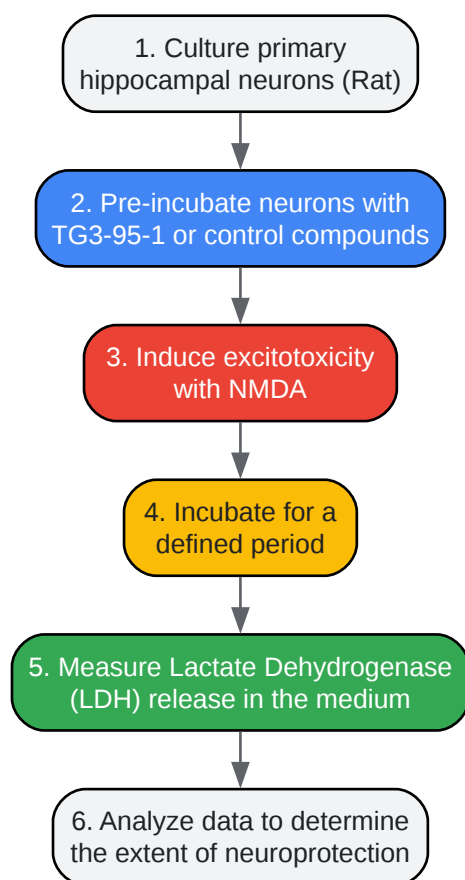 1. Culture primary
hippocampal neurons (Rat)
2. Pre-incubate neurons with
TG3-95-1 or control compounds
3. Induce excitotoxicity
with NMDA
4. Incubate for a
defined period
5. Measure Lactate Dehydrogenase
(LDH) release in the medium
6. Analyze data to determine
the extent of neuroprotection